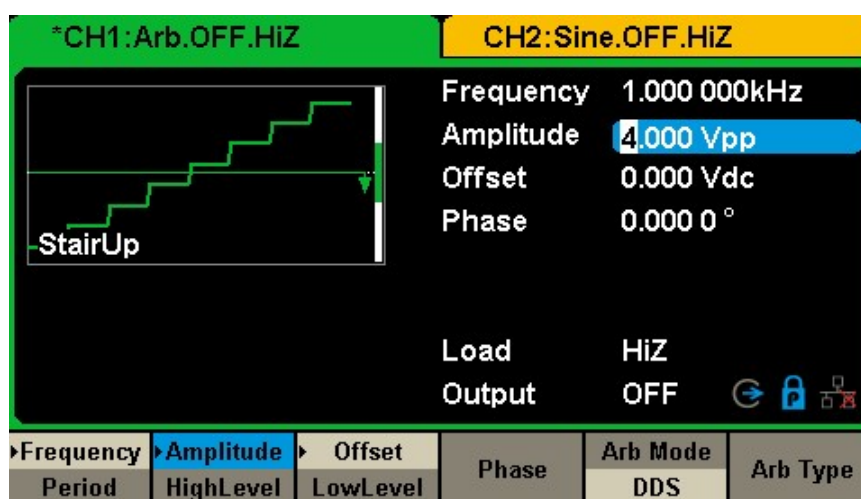 *CH1:Arb.OFF.HiZ CH2:Sine.OFF.HiZ
Frequency 1.000 000kHz
Amplitude 4.000 Vpp
Offset 0.000 Vdc
Phase 0.000 0 °
StairUp
Load HiZ
Output OFF P
Frequency Amplitude Offset Phase Arb Mode Arb Type
Period HighLevel LowLevel DDS